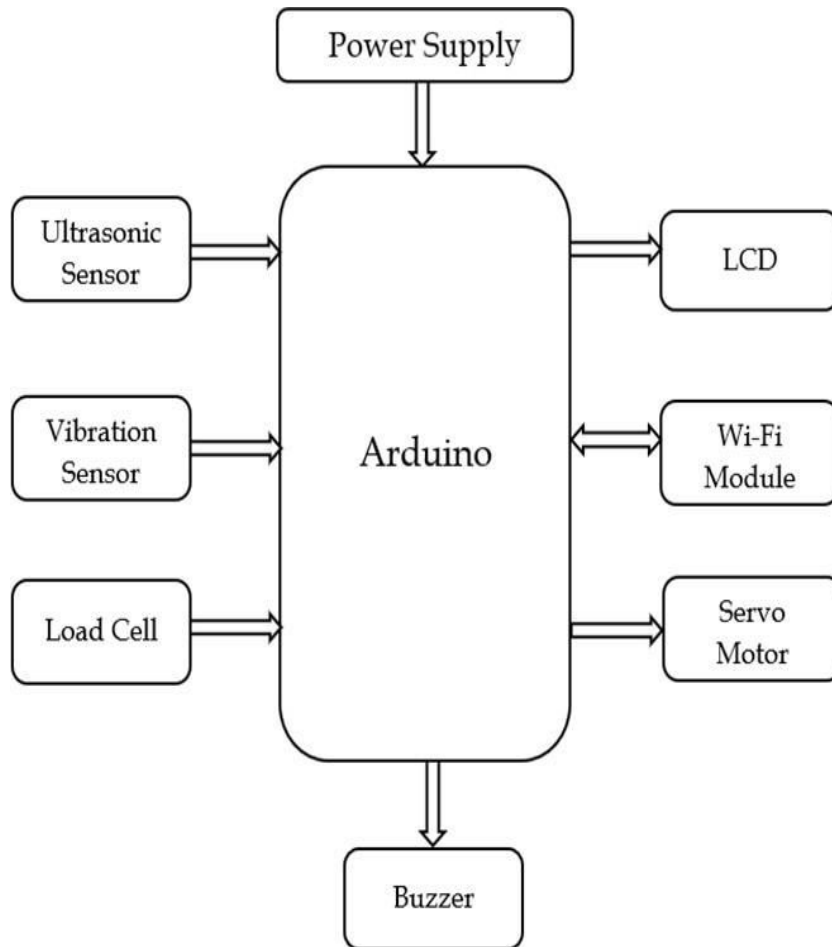 Power Supply
Ultrasonic
Sensor
LCD
Vibration
Sensor
Arduino
Wi-Fi
Module
Load Cell
Servo
Motor
Buzzer